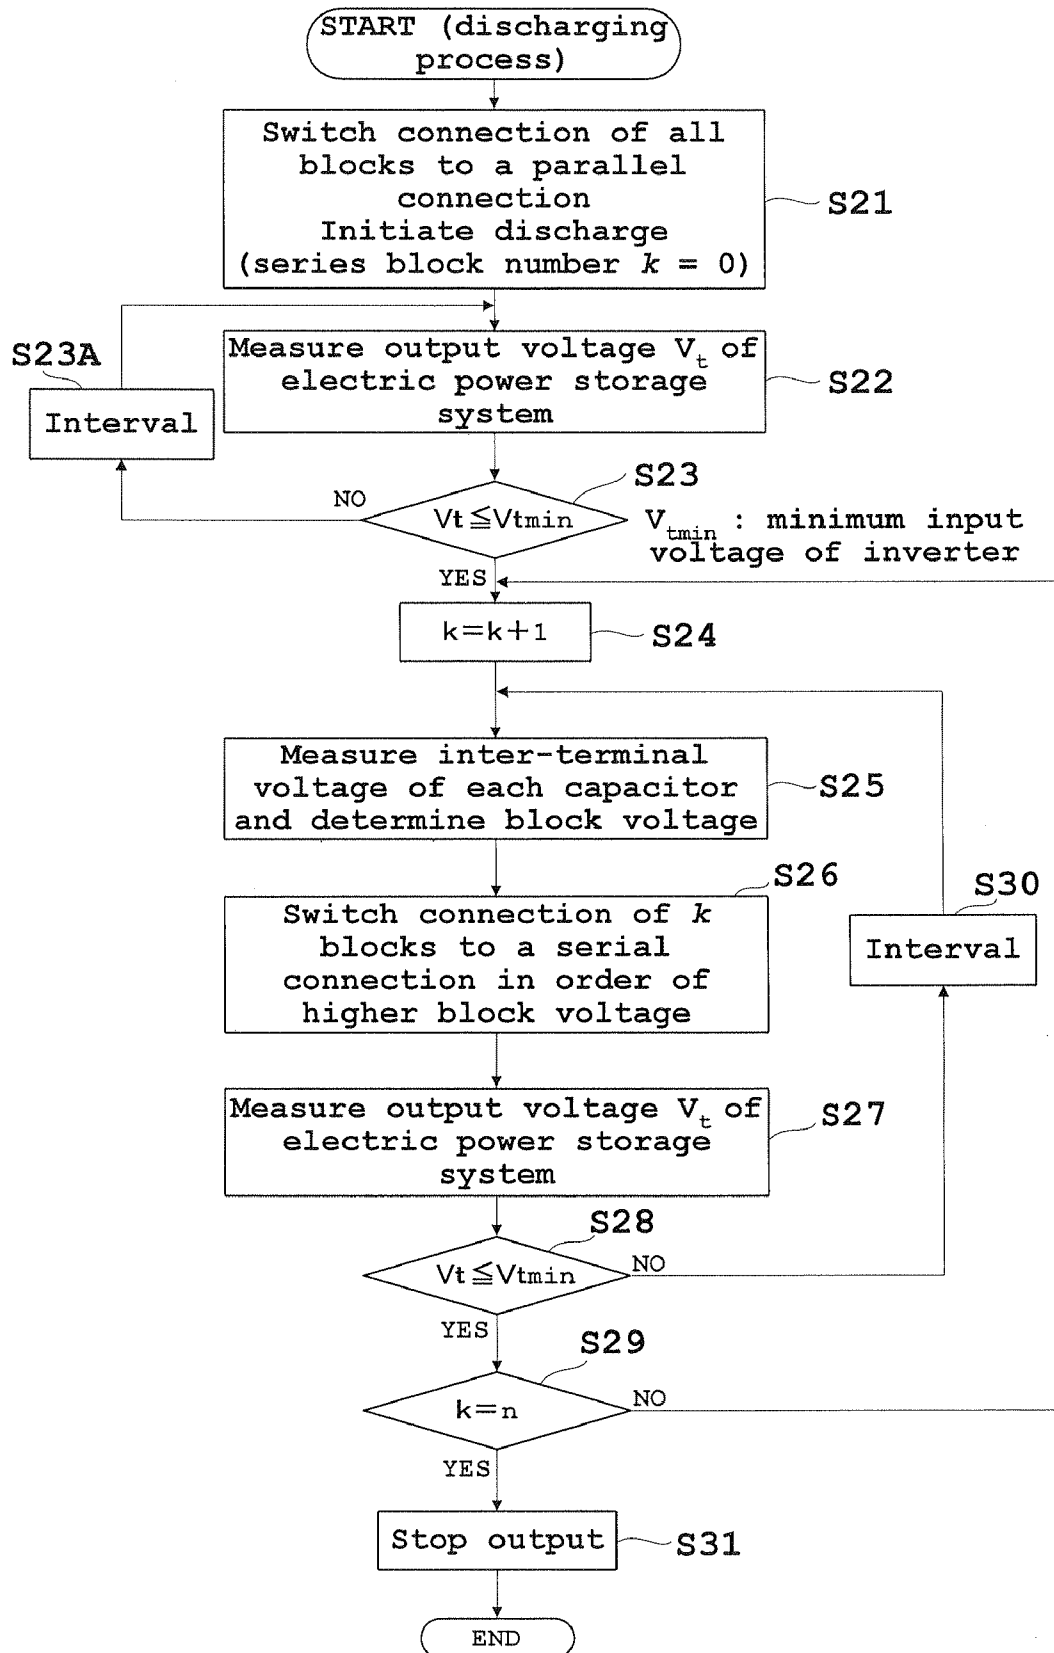 START (discharging
process)
Switch connection of all
blocks to a parallel
connection
Initiate discharge
(series block number k = 0)
S21
S23A
Interval
Measure output voltage Vt of
electric power storage
system
S22
S23
NO
Vt≦Vtmin
Vtmin : minimum input
voltage of inverter
YES
k=k+1
S24
Measure inter-terminal
voltage of each capacitor
and determine block voltage
S25
S26
Switch connection of k
blocks to a serial
connection in order of
higher block voltage
S30
Interval
Measure output voltage Vt of
electric power storage
system
S27
S28
Vt≦Vtmin
NO
YES
S29
k=n
NO
YES
Stop output
S31
END